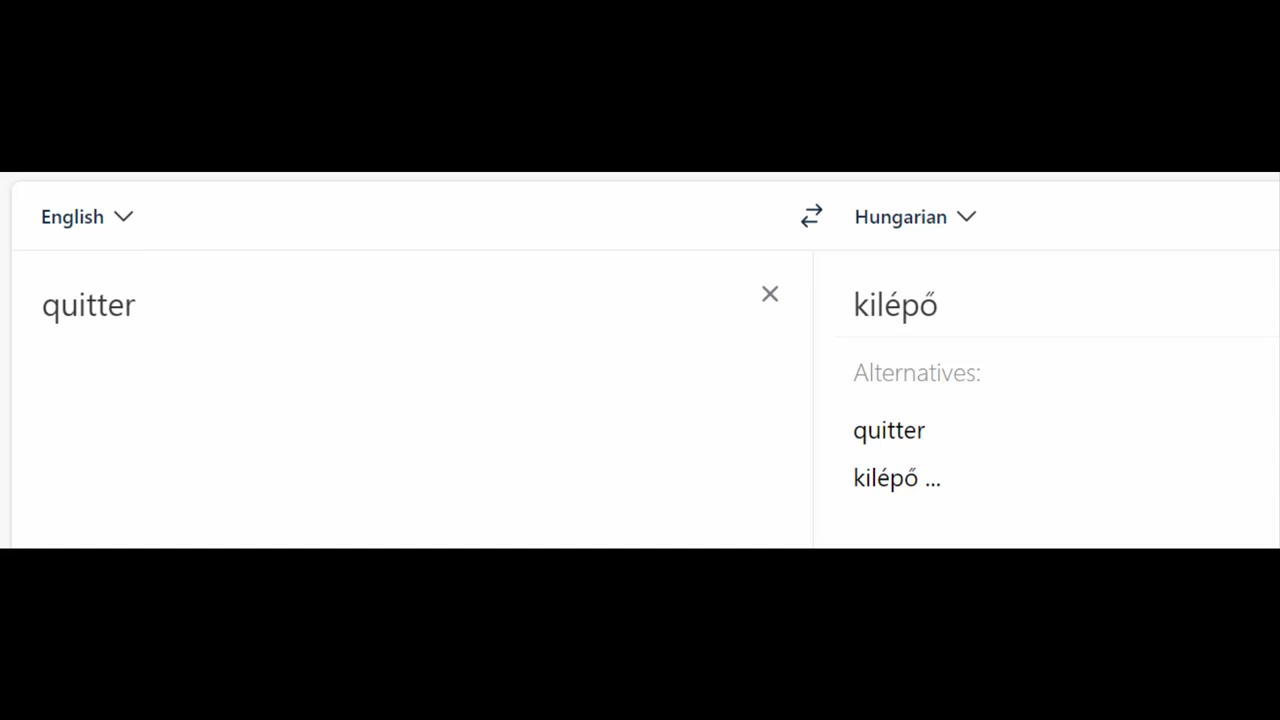 English
Hungarian
quitter
kilépő
Alternatives:
quitter
kilépő ...